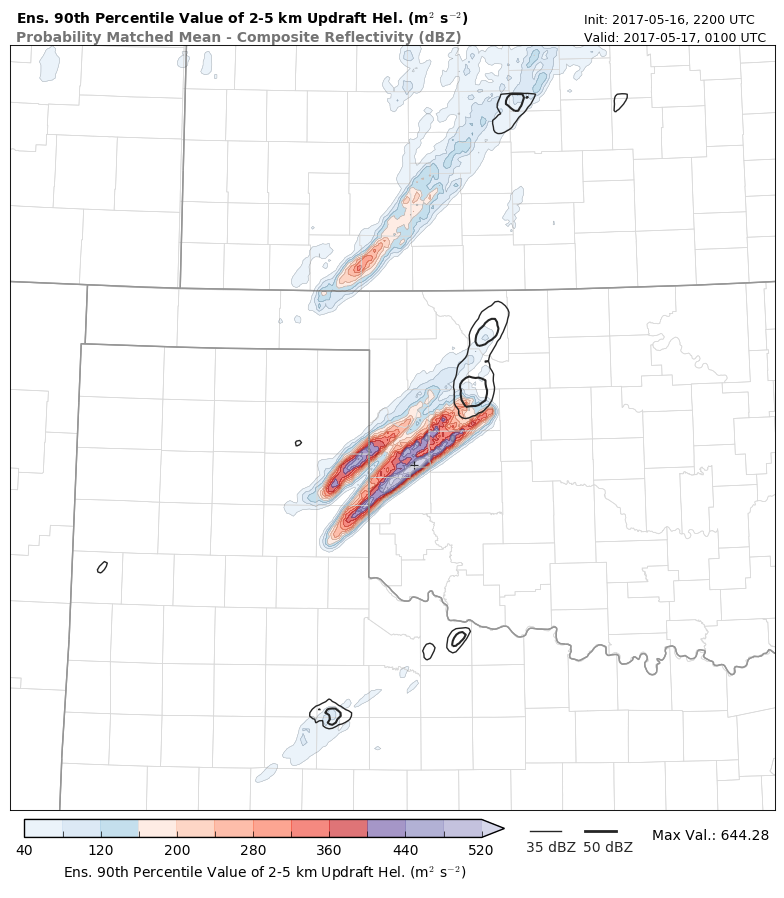 Ens. 90th Percentile Value of 2-5 km Updraft Hel. (m² s⁻²)
Init: 2017-05-16, 2200 UTC
Probability Matched Mean - Composite Reflectivity (dBZ)
Valid: 2017-05-17, 0100 UTC
40 120 200 280 360 440 520
35 dBZ 50 dBZ
Max Val.: 644.28
Ens. 90th Percentile Value of 2-5 km Updraft Hel. (m² s⁻²)